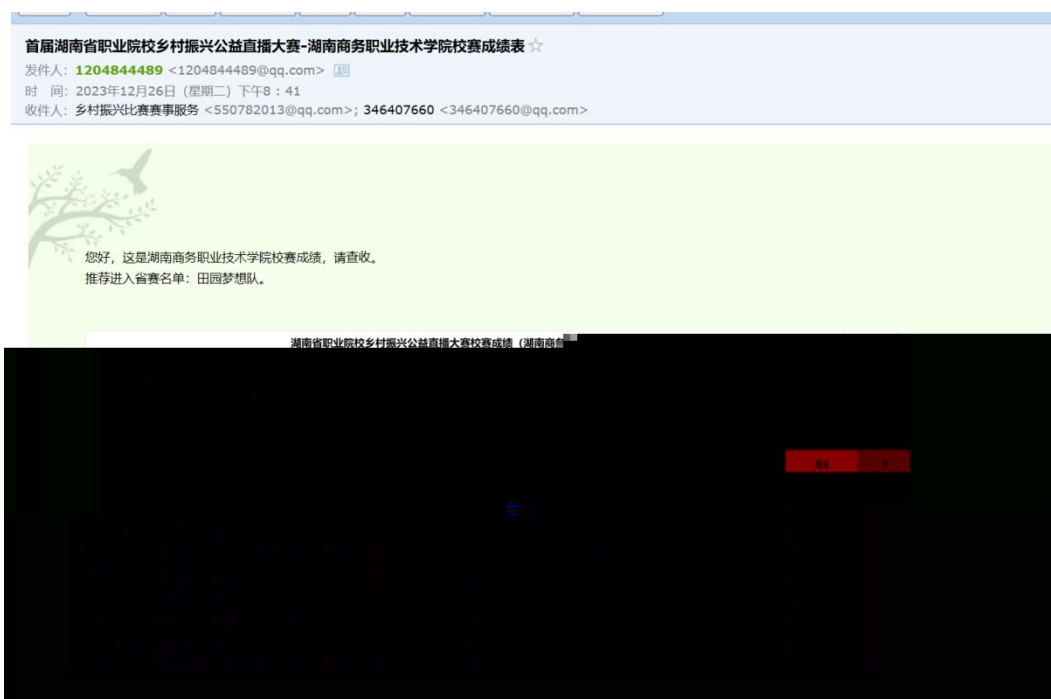 首届湖南省职业院校乡村振兴公益直播大赛-湖南商务职业技术学院校赛成绩表
发件人：1204844489 <1204844489@qq.com>
时 间：2023年12月26日（星期二）下午8：41
收件人：乡村振兴比赛赛事服务 <550782013@qq.com>; 346407660 <346407660@qq.com>
您好，这是湖南商务职业技术学院校赛成绩，请查收。
推荐进入省赛名单：田园梦想队。
湖南省职业院校乡村振兴公益直播大赛校赛成绩（湖南商